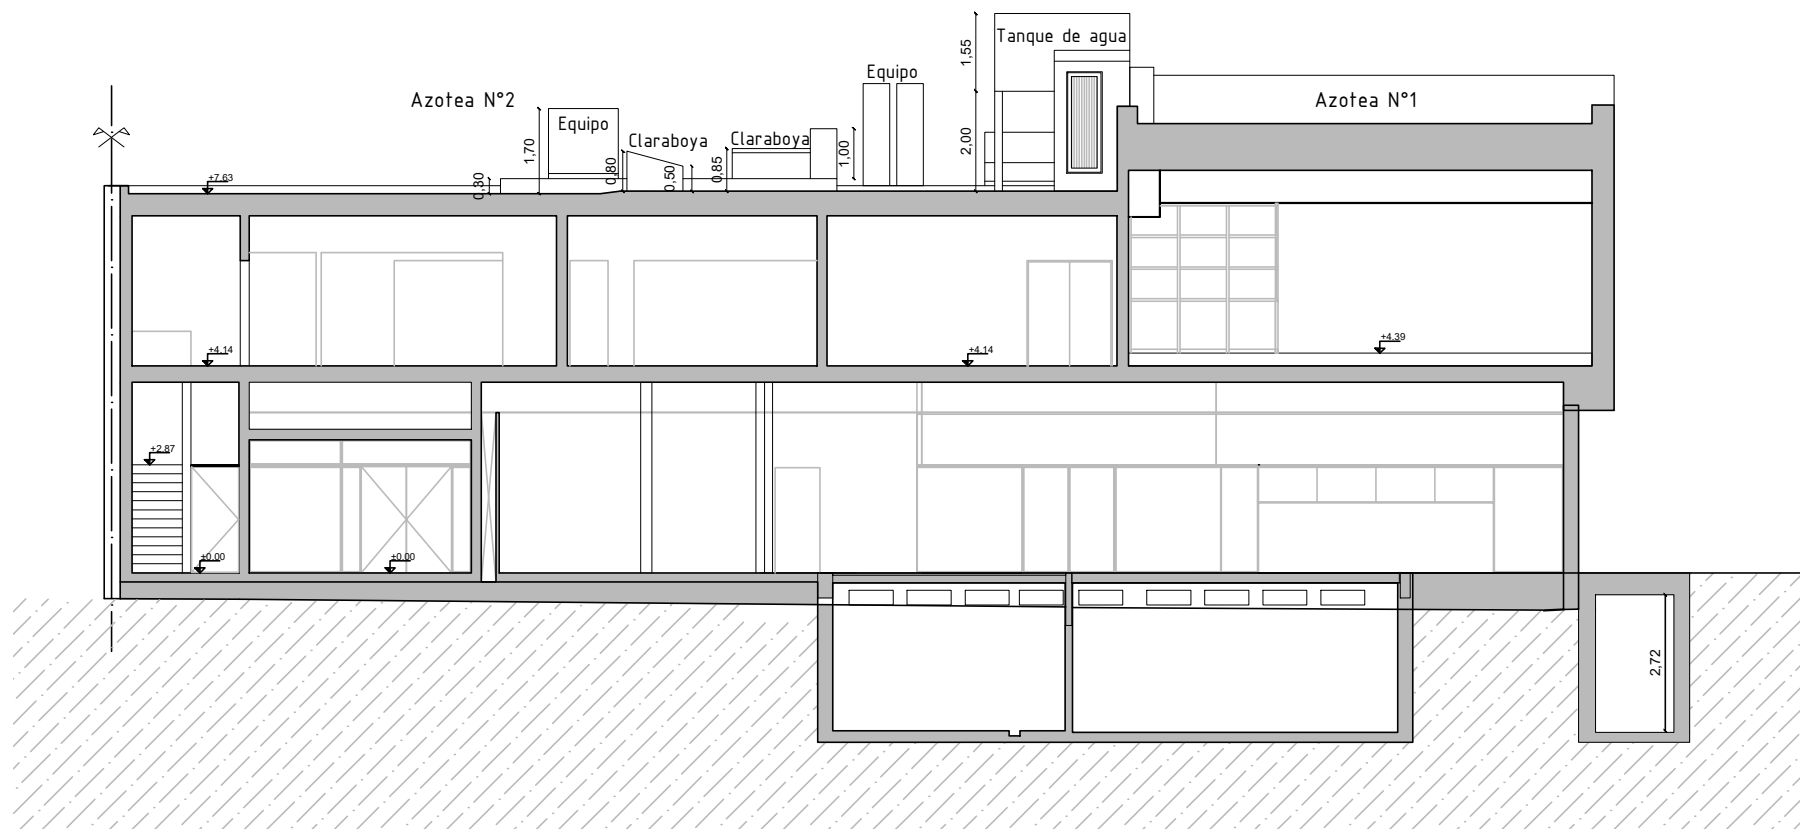 Tanque de agua
1,55
Equipo
Azotea N°2
Azotea N°1
Equipo
Claraboya
Claraboya
1,70
0,80
0,85
1,00
2,00
0,30
0,50
+7.63
+4.14
+4.14
+4.39
+2.87
±0.00
±0.00
2,72